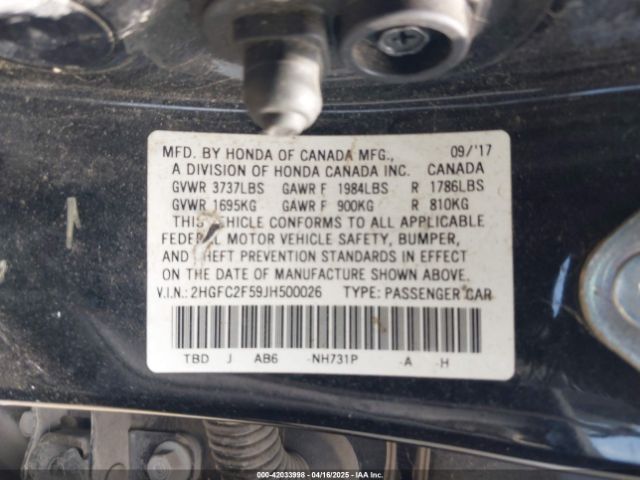 MFD. BY HONDA OF CANADA MFG., 09/'17
A DIVISION OF HONDA CANADA INC. CANADA
GVWR 3737LBS GAWR F 1984LBS R 1786LBS
GVWR 1695KG GAWR F 900KG R 810KG
THIS VEHICLE CONFORMS TO ALL APPLICABLE
FEDERAL MOTOR VEHICLE SAFETY, BUMPER,
AND THEFT PREVENTION STANDARDS IN EFFECT
ON THE DATE OF MANUFACTURE SHOWN ABOVE.
V.I.N.: 2HGFC2F59JH500026 TYPE: PASSENGER CAR
TBD J AB6 -NH731P -A -H
000-42033998 - 04/16/2025 - IAA Inc.